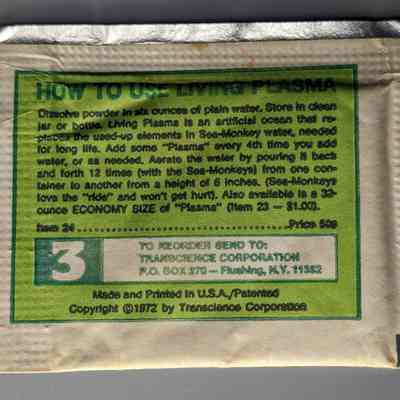 HOW TO USE LIVING PLASMA
Dissolve powder in six ounces of plain water. Store in clean
jar or bottle. Living Plasma is an artificial ocean that re-
places the used-up elements in Sea-Monkey water, needed
for long life. Add some "Plasma" every 4th time you add
water, or as needed. Aerate the water by pouring it back
and forth 12 times (with the Sea-Monkeys) from one con-
tainer to another from a height of 6 inches. (Sea-Monkeys
love the "ride" and won't get hurt). Also available is a 32-
ounce ECONOMY SIZE of "Plasma" (Item 23 — $1.00).
Item 24 ........................................ Price 50¢
3
TO REORDER SEND TO:
TRANSCIENCE CORPORATION
P.O. BOX 270 – Flushing, N.Y. 11352
Made and Printed in U.S.A./Patented
Copyright ©1972 by Transcience Corporation